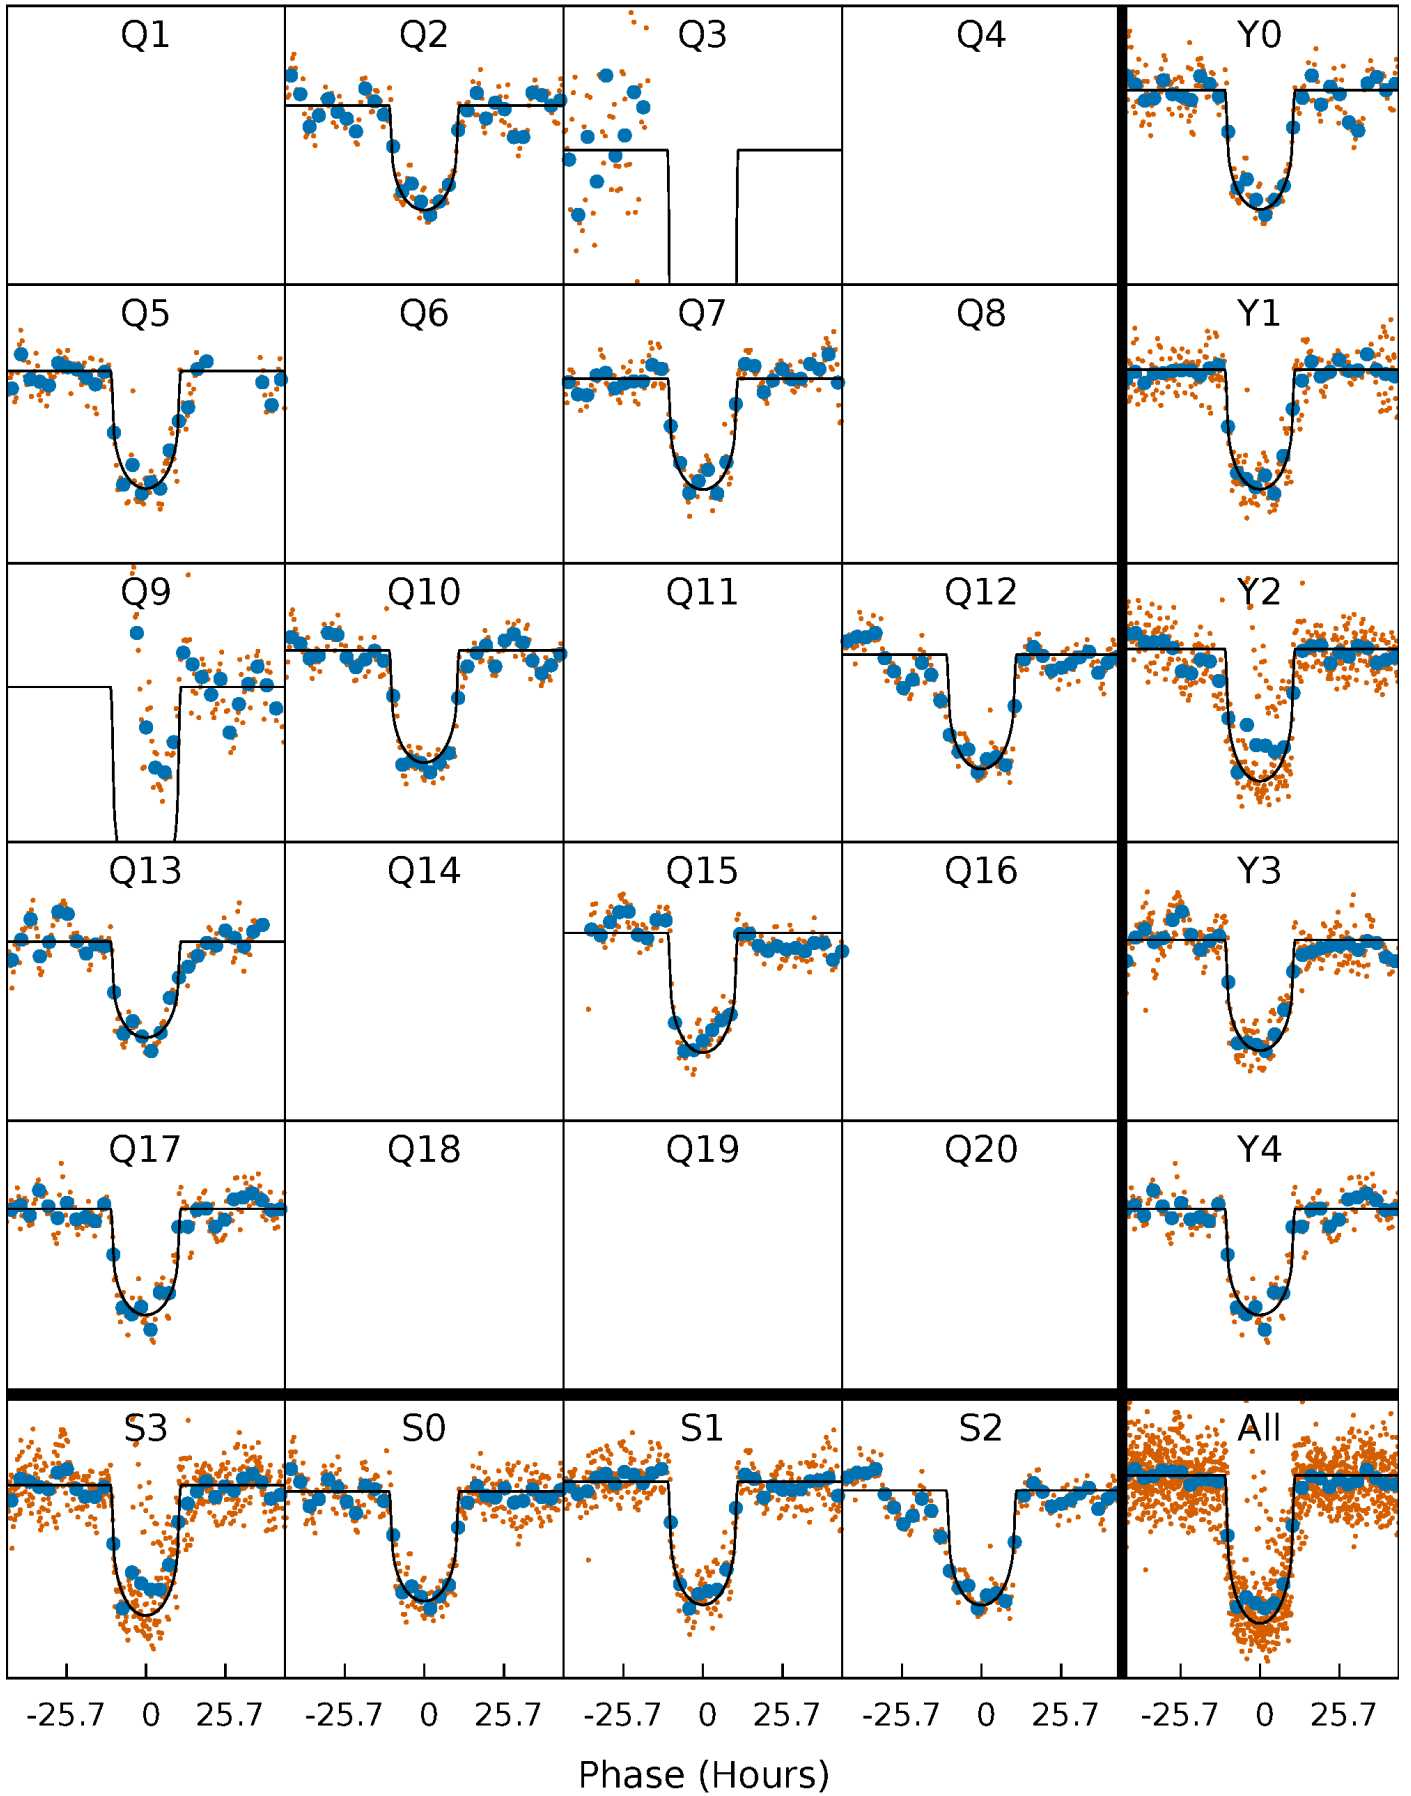 Q1 Q2 Q3 Q4 Y0
Q5 Q6 Q7 Q8 Y1
Q9 Q10 Q11 Q12 Y2
Q13 Q14 Q15 Q16 Y3
Q17 Q18 Q19 Q20 Y4
S3 S0 S1 S2 All
-25.7 0 25.7 -25.7 0 25.7 -25.7 0 25.7 -25.7 0 25.7 -25.7 0 25.7
Phase (Hours)